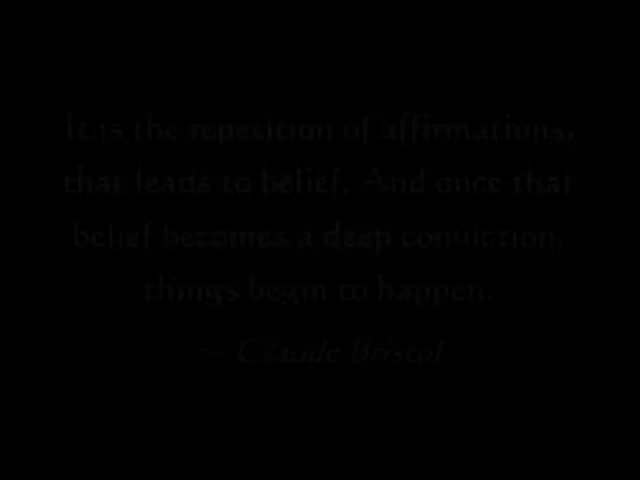 It is the repetition of affirmations,
that leads to belief. And once that
belief becomes a deep conviction,
things begin to happen.
~ Claude Bristol